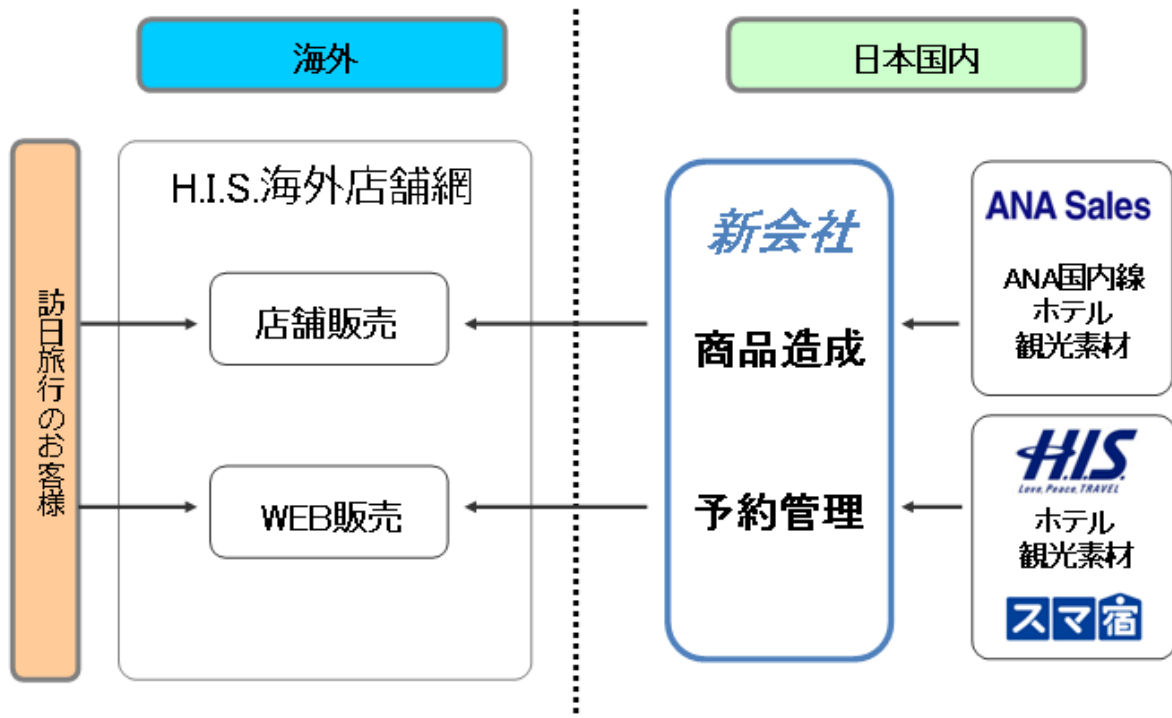 海外
日本国内
訪日旅行のお客様
H.I.S.海外店舗網
店舗販売
WEB販売
新会社
商品造成
予約管理
ANA Sales
ANA国内線
ホテル
観光素材
H.I.S.
Love, Peace, TRAVEL
ホテル
観光素材
スマ宿